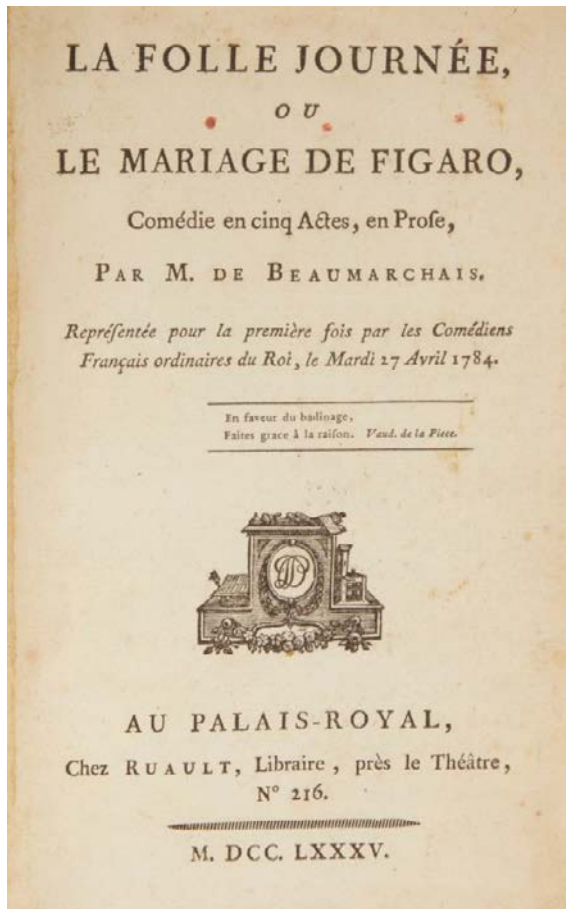 LA FOLLE JOURNÉE,
OU
LE MARIAGE DE FIGARO,
Comédie en cinq Actes, en Proſe,
PAR M. DE BEAUMARCHAIS.
Repréſentée pour la première fois par les Comédiens
Français ordinaires du Roi, le Mardi 27 Avril 1784.
En faveur du badinage,
Faites grace à la raiſon. Vaud. de la Piece.
AU PALAIS-ROYAL,
Chez RUAULT, Libraire, près le Théâtre,
N° 216.
M. DCC. LXXXV.